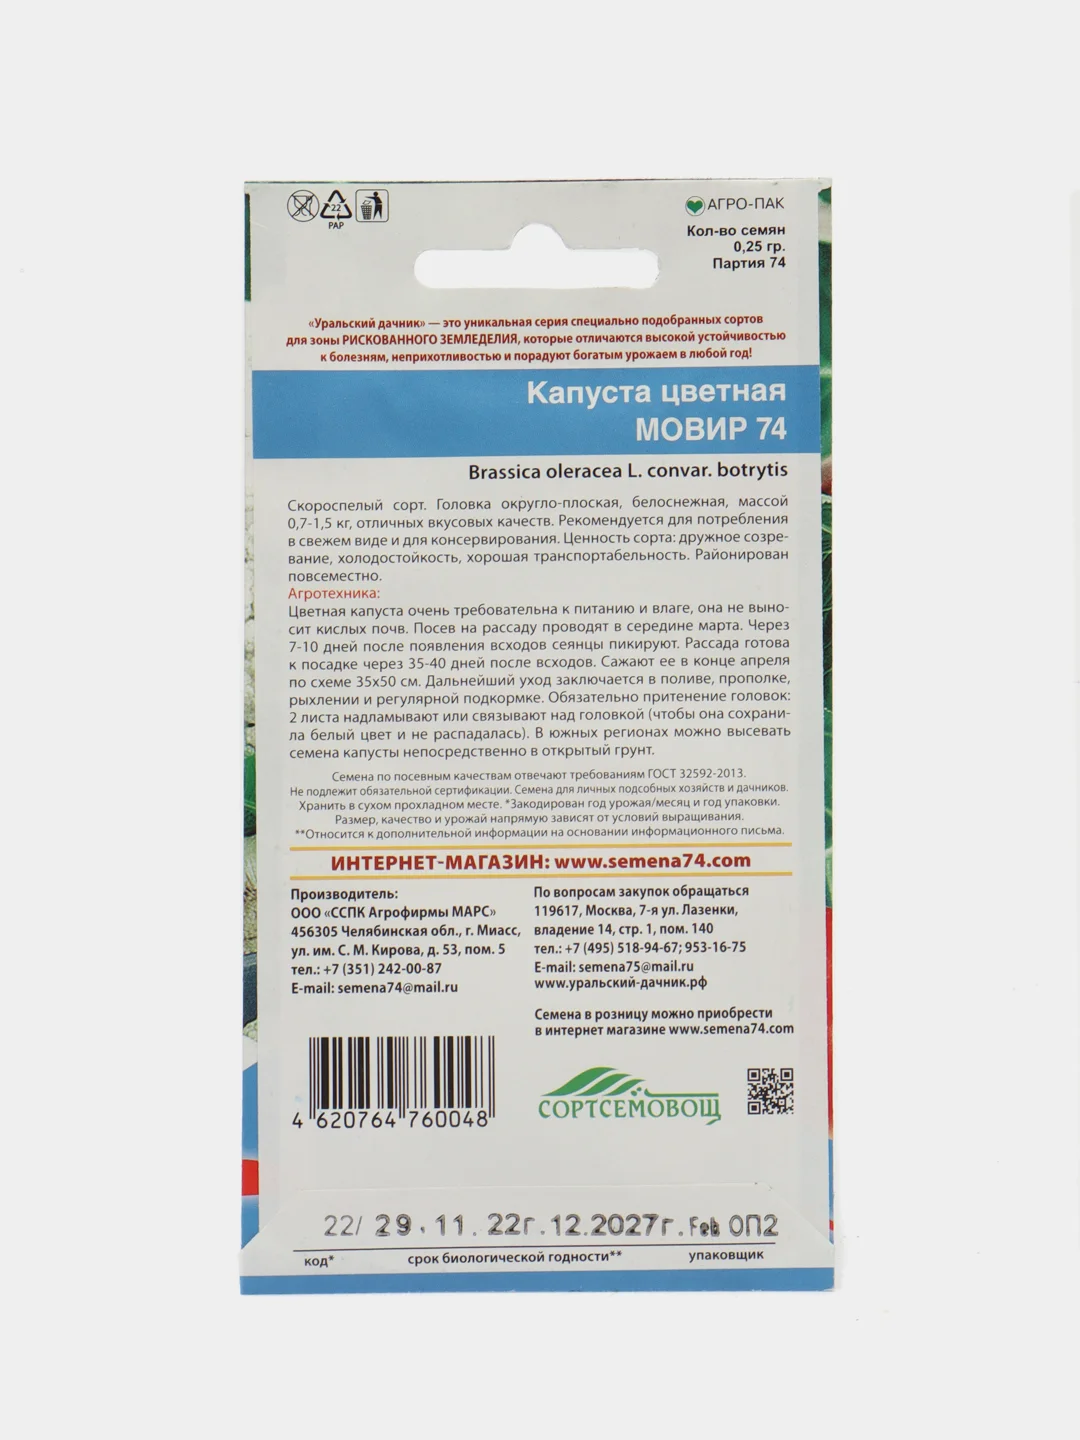 22
PAP
АГРО-ПАК
Кол-во семян
0,25 гр.
Партия 74
«Уральский дачник» — это уникальная серия специально подобранных сортов
для зоны РИСКОВАННОГО ЗЕМЛЕДЕЛИЯ, которые отличаются высокой устойчивостью
к болезням, неприхотливостью и порадуют богатым урожаем в любой год!
Капуста цветная
МОВИР 74
Brassica oleracea L. convar. botrytis
Скороспелый сорт. Головка округло-плоская, белоснежная, массой
0,7-1,5 кг, отличных вкусовых качеств. Рекомендуется для потребления
в свежем виде и для консервирования. Ценность сорта: дружное созре-
вание, холодостойкость, хорошая транспортабельность. Районирован
повсеместно.
Агротехника:
Цветная капуста очень требовательна к питанию и влаге, она не выно-
сит кислых почв. Посев на рассаду проводят в середине марта. Через
7-10 дней после появления всходов сеянцы пикируют. Рассада готова
к посадке через 35-40 дней после всходов. Сажают ее в конце апреля
по схеме 35х50 см. Дальнейший уход заключается в поливе, прополке,
рыхлении и регулярной подкормке. Обязательно притенение головок:
2 листа надламывают или связывают над головкой (чтобы она сохрани-
ла белый цвет и не распадалась). В южных регионах можно высевать
семена капусты непосредственно в открытый грунт.
Семена по посевным качествам отвечают требованиям ГОСТ 32592-2013.
Не подлежит обязательной сертификации. Семена для личных подсобных хозяйств и дачников.
Хранить в сухом прохладном месте. *Закодирован год урожая/месяц и год упаковки.
Размер, качество и урожай напрямую зависят от условий выращивания.
**Относится к дополнительной информации на основании информационного письма.
ИНТЕРНЕТ-МАГАЗИН: www.semena74.com
Производитель:
ООО «ССПК Агрофирмы МАРС»
456305 Челябинская обл., г. Миасс,
ул. им. С. М. Кирова, д. 53, пом. 5
тел.: +7 (351) 242-00-87
E-mail: semena74@mail.ru
По вопросам закупок обращаться
119617, Москва, 7-я ул. Лазенки,
владение 14, стр. 1, пом. 140
тел.: +7 (495) 518-94-67; 953-16-75
E-mail: semena75@mail.ru
www.уральский-дачник.рф
Семена в розницу можно приобрести
в интернет магазине www.semena74.com
4 620764 760048
СОРТСЕМОВОЩ
22/ 29.11.22г.12.2027г. ОП2
код* срок биологической годности** упаковщик